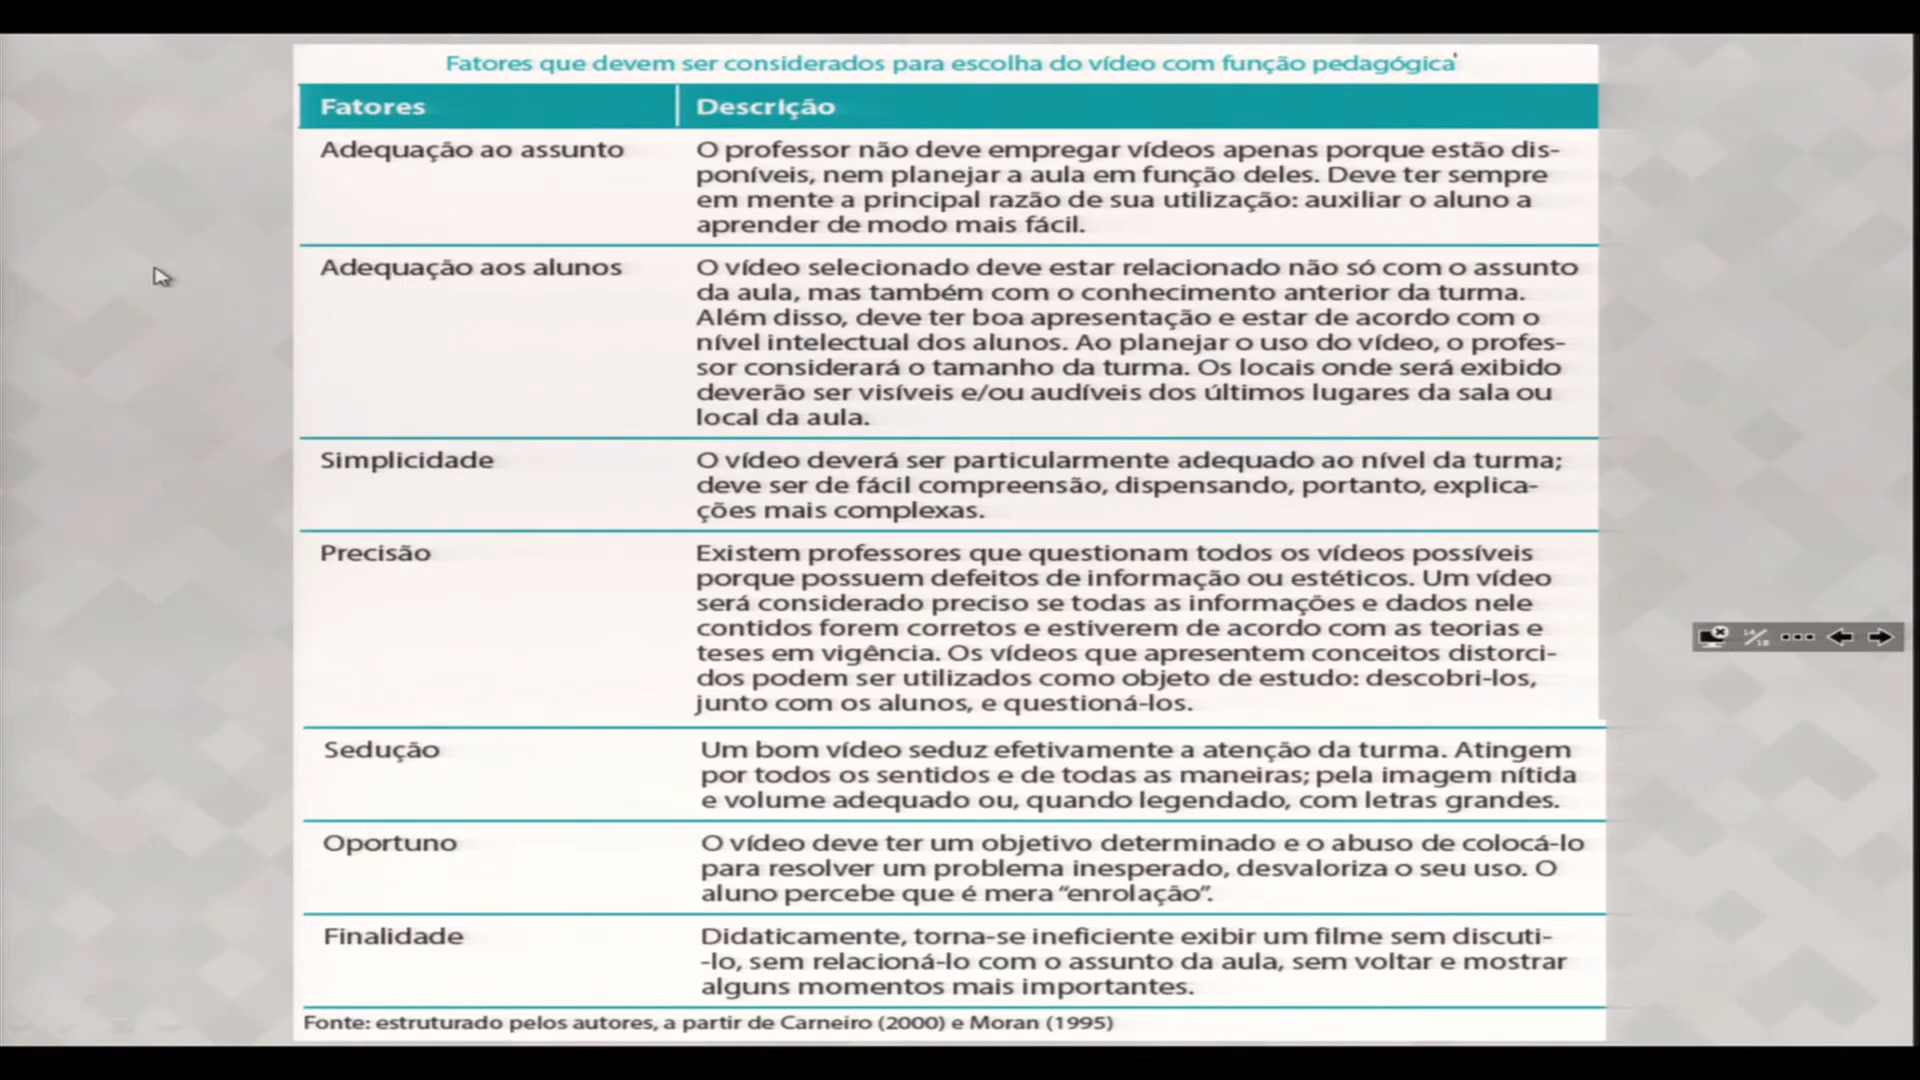 Fatores que devem ser considerados para escolha do vídeo com função pedagógica
Fatores
Descrição
Adequação ao assunto
O professor não deve empregar vídeos apenas porque estão dis-
poníveis, nem planejar a aula em função deles. Deve ter sempre
em mente a principal razão de sua utilização: auxiliar o aluno a
aprender de modo mais fácil.
Adequação aos alunos
O vídeo selecionado deve estar relacionado não só com o assunto
da aula, mas também com o conhecimento anterior da turma.
Além disso, deve ter boa apresentação e estar de acordo com o
nível intelectual dos alunos. Ao planejar o uso do vídeo, o profes-
sor considerará o tamanho da turma. Os locais onde será exibido
deverão ser visíveis e/ou audíveis dos últimos lugares da sala ou
local da aula.
Simplicidade
O vídeo deverá ser particularmente adequado ao nível da turma;
deve ser de fácil compreensão, dispensando, portanto, explica-
ções mais complexas.
Precisão
Existem professores que questionam todos os vídeos possíveis
porque possuem defeitos de informação ou estéticos. Um vídeo
será considerado preciso se todas as informações e dados nele
contidos forem corretos e estiverem de acordo com as teorias e
teses em vigência. Os vídeos que apresentem conceitos distorci-
dos podem ser utilizados como objeto de estudo: descobri-los,
junto com os alunos, e questioná-los.
Sedução
Um bom vídeo seduz efetivamente a atenção da turma. Atingem
por todos os sentidos e de todas as maneiras; pela imagem nítida
e volume adequado ou, quando legendado, com letras grandes.
Oportuno
O vídeo deve ter um objetivo determinado e o abuso de colocá-lo
para resolver um problema inesperado, desvaloriza o seu uso. O
aluno percebe que é mera “enrolação”.
Finalidade
Didaticamente, torna-se ineficiente exibir um filme sem discuti-
-lo, sem relacioná-lo com o assunto da aula, sem voltar e mostrar
alguns momentos mais importantes.
Fonte: estruturado pelos autores, a partir de Carneiro (2000) e Moran (1995)
14/18